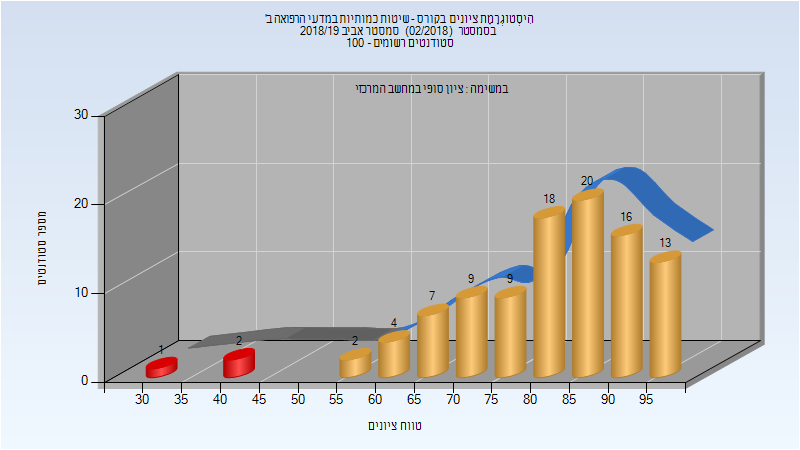 הִיסְטוֹגְרָמַת ציונים בקורס - שיטות כמותיות במדעי הרפואה ב'
בסמסטר (02/2018) סמסטר אביב 2018/19
סטודנטים רשומים - 100
במשימה : ציון סופי במחשב המרכזי
מספר סטודנטים
30
20
10
0
1
2
2
4
7
9
9
18
20
16
13
30 35 40 45 50 55 60 65 70 75 80 85 90 95
טווח ציונים